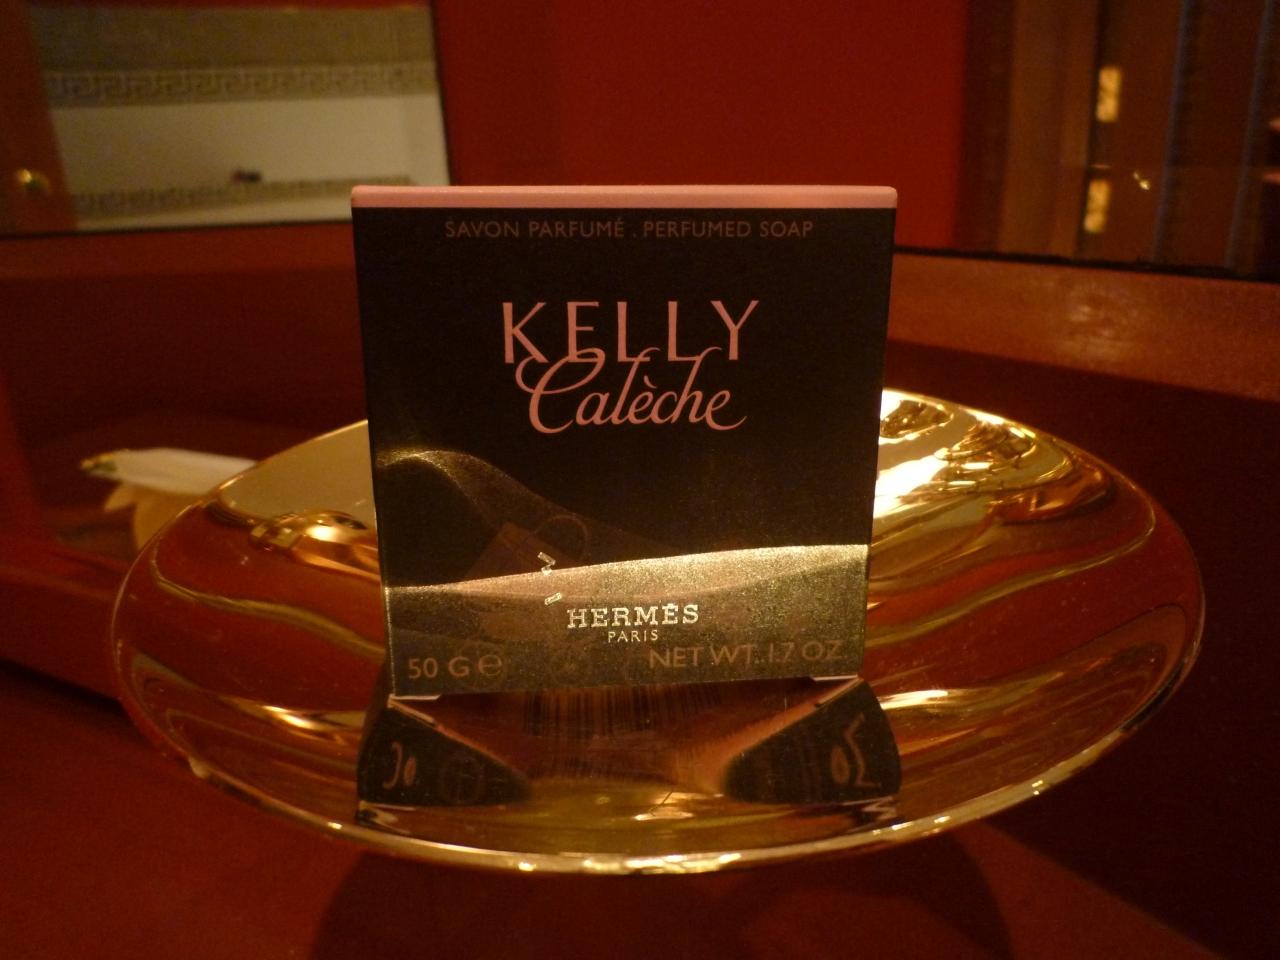 SAVON PARFUMÉ . PERFUMED SOAP
KELLY
Calèche
HERMÈS
PARIS
50 G ℮ NET WT. 1.7 OZ